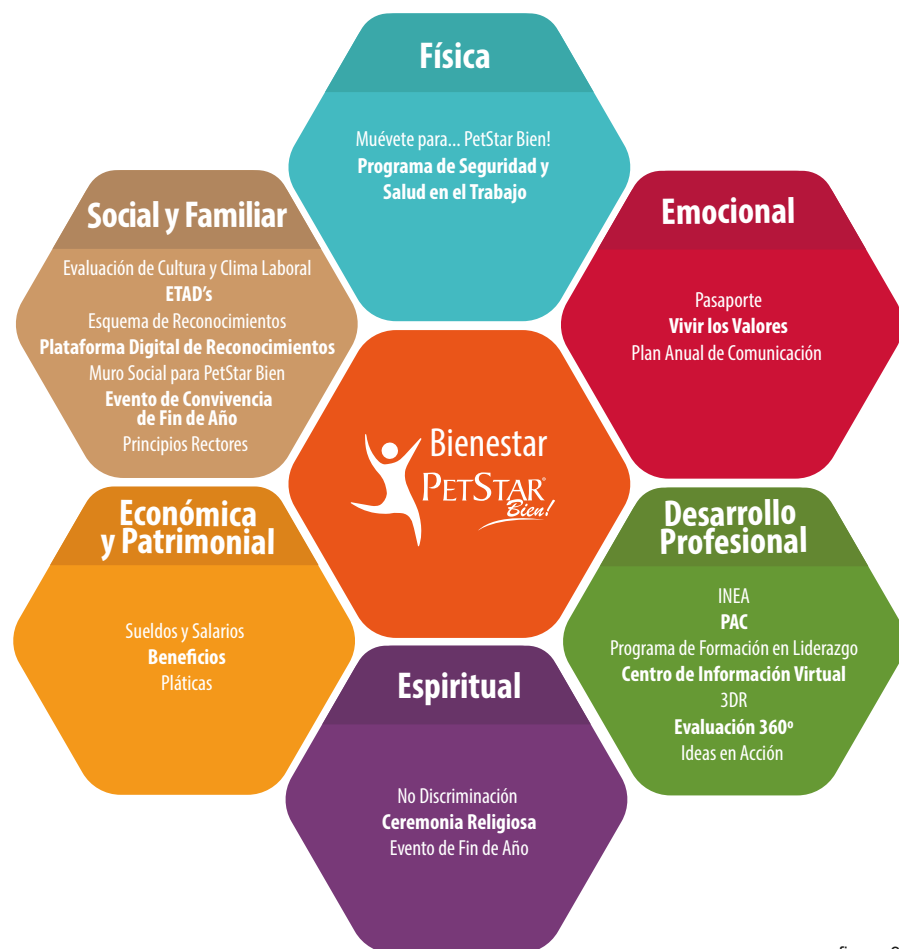 Física
Muévete para... PetStar Bien!
Programa de Seguridad y
Salud en el Trabajo
Social y Familiar
Evaluación de Cultura y Clima Laboral
ETAD's
Esquema de Reconocimientos
Plataforma Digital de Reconocimientos
Muro Social para PetStar Bien
Evento de Convivencia
de Fin de Año
Principios Rectores
Emocional
Pasaporte
Vivir los Valores
Plan Anual de Comunicación
Bienestar
PETSTAR®
Bien!
Económica
y Patrimonial
Sueldos y Salarios
Beneficios
Pláticas
Desarrollo
Profesional
INEA
PAC
Programa de Formación en Liderazgo
Centro de Información Virtual
3DR
Evaluación 360º
Ideas en Acción
Espiritual
No Discriminación
Ceremonia Religiosa
Evento de Fin de Año